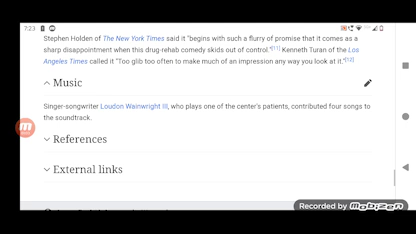 7:23
Stephen Holden of The New York Times said it "begins with such a flurry of promise that it comes as a
sharp disappointment when this drug-rehab comedy skids out of control."[11] Kenneth Turan of the Los
Angeles Times called it "Too glib too often to make much of an impression any way you look at it."[12]
Music
Singer-songwriter Loudon Wainwright III, who plays one of the center's patients, contributed four songs to
the soundtrack.
References
External links
Recorded by Mobizen